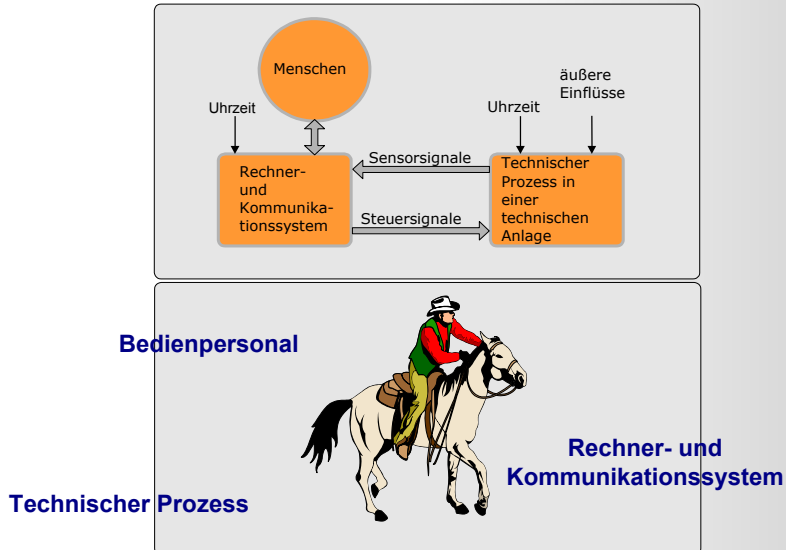 Menschen
äußere
Einflüsse
Uhrzeit
Uhrzeit
Sensorsignale
Rechner-
und
Kommunika-
tionssystem
Technischer
Prozess in
einer
technischen
Anlage
Steuersignale
Bedienpersonal
Rechner- und
Kommunikationssystem
Technischer Prozess